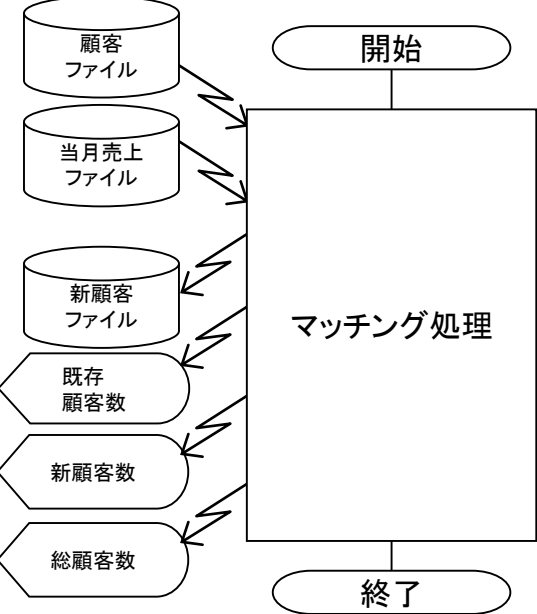 顧客
ファイル
開始
当月売上
ファイル
新顧客
ファイル
マッチング処理
既存
顧客数
新顧客数
総顧客数
終了